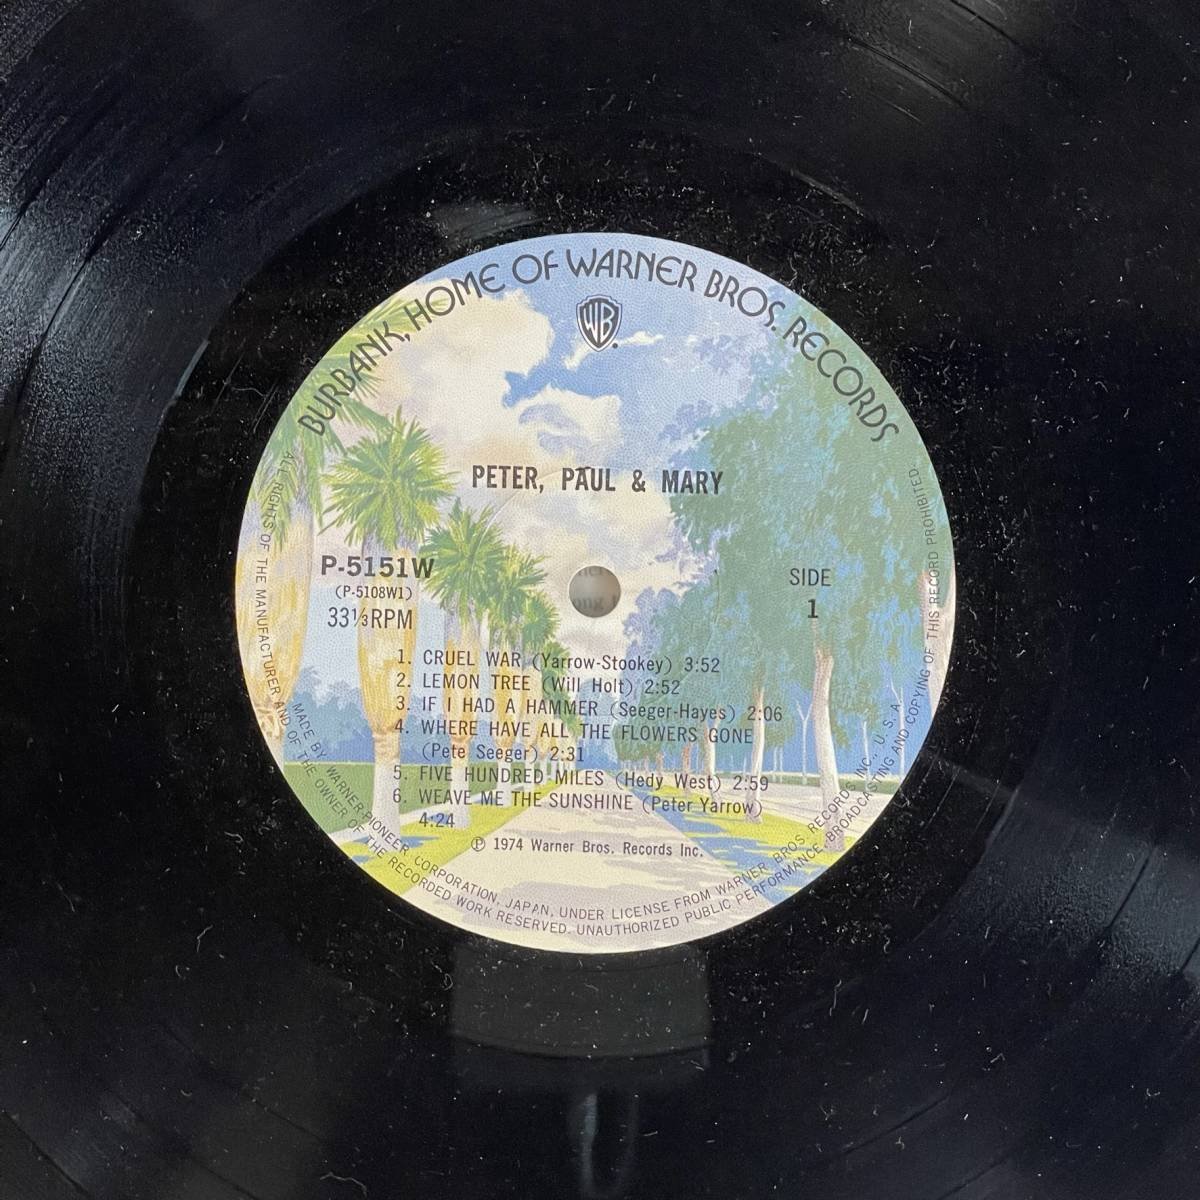 BURBANK, HOME OF WARNER BROS. RECORDS
WB
PETER, PAUL & MARY
P-5151W
(P-5108W1)
33⅓RPM
SIDE
1
1. CRUEL WAR (Yarrow-Stookey) 3:52
2. LEMON TREE (Will Holt) 2:52
3. IF I HAD A HAMMER (Seeger-Hayes) 2:06
4. WHERE HAVE ALL THE FLOWERS GONE
(Pete Seeger) 2:31
5. FIVE HUNDRED MILES (Hedy West) 2:59
6. WEAVE ME THE SUNSHINE (Peter Yarrow)
4:24
Ⓟ 1974 Warner Bros. Records Inc.
MADE BY WARNER-PIONEER CORPORATION, JAPAN, UNDER LICENSE FROM WARNER BROS. RECORDS INC., U.S.A.
ALL RIGHTS OF THE MANUFACTURER AND OF THE OWNER OF THE RECORDED WORK RESERVED. UNAUTHORIZED PUBLIC PERFORMANCE, BROADCASTING AND COPYING OF THIS RECORD PROHIBITED.